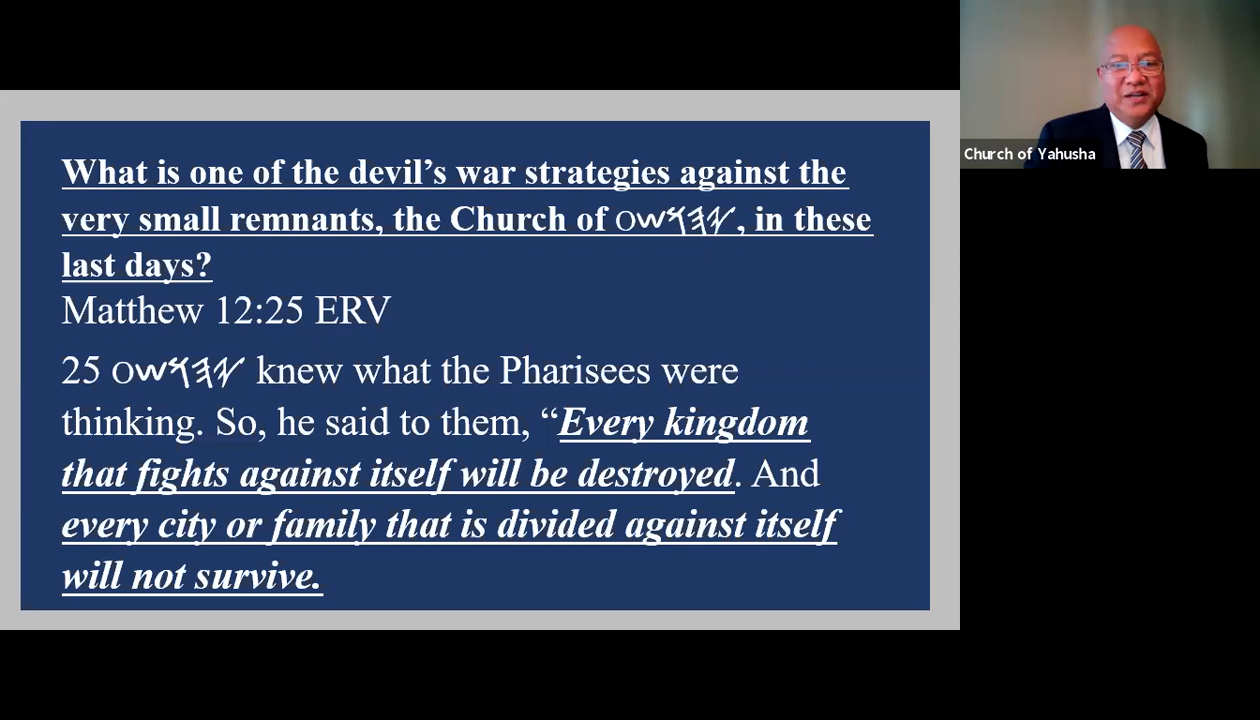 What is one of the devil’s war strategies against the
very small remnants, the Church of 𐤉𐤄𐤅𐤔𐤏, in these
last days?
Matthew 12:25 ERV
25 𐤉𐤄𐤅𐤔𐤏 knew what the Pharisees were
thinking. So, he said to them, “Every kingdom
that fights against itself will be destroyed. And
every city or family that is divided against itself
will not survive.
Church of Yahusha